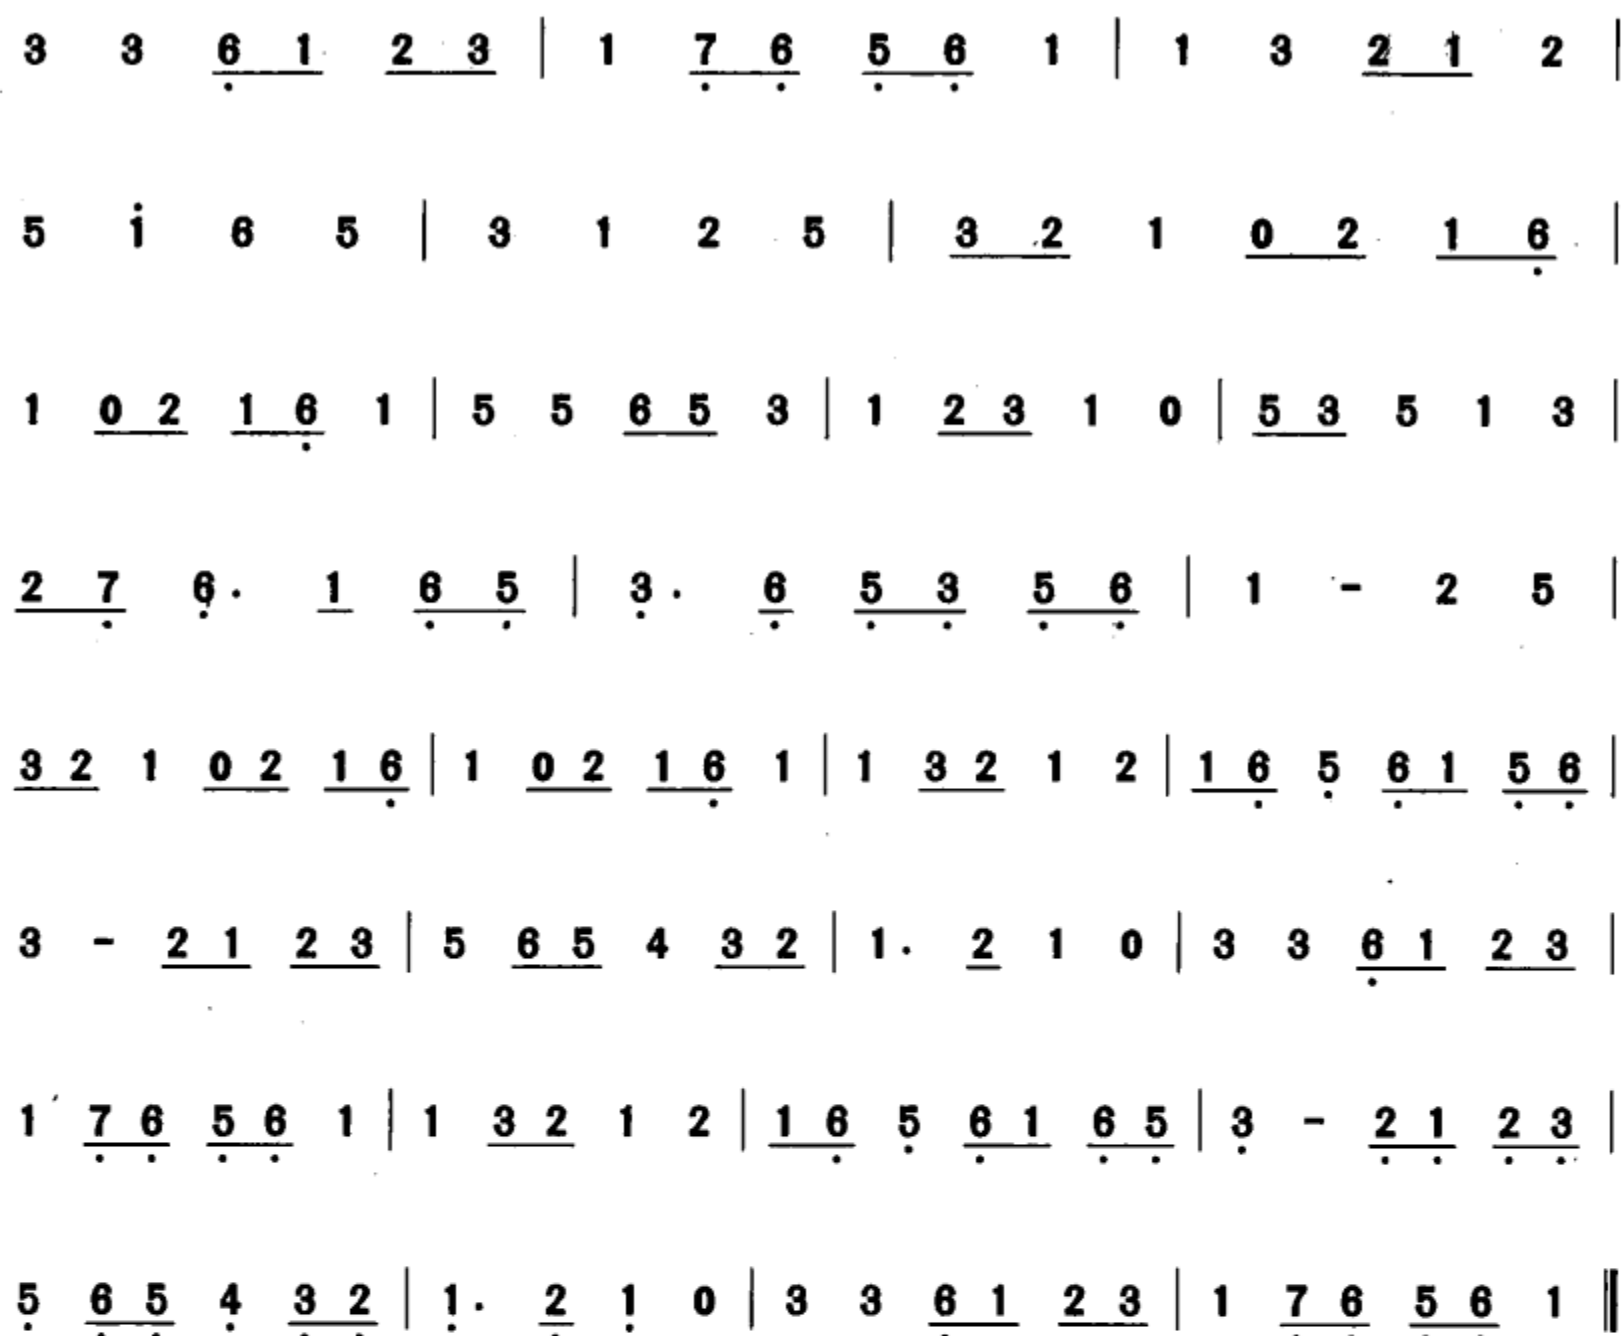 3 3 6̣ 1 2 3 | 1 7̣ 6̣ 5̣ 6̣ 1 | 1 3 2 1 2 |
5 1̇ 6 5 | 3 1 2 5 | 3 2 1 0 2 1 6̣ |
1 0 2 1 6̣ 1 | 5 5 6 5 3 | 1 2 3 1 0 | 5 3 5 1 3 |
2 7̣ 6̣. 1 6̣ 5̣ | 3̣. 6̣ 5̣ 3̣ 5̣ 6̣ | 1 - 2 5 |
3 2 1 0 2 1 6̣ | 1 0 2 1 6̣ 1 | 1 3 2 1 2 | 1 6̣ 5̣ 6̣ 1 5̣ 6̣ |
3 - 2 1 2 3 | 5 6 5 4 3 2 | 1. 2 1 0 | 3 3 6̣ 1 2 3 |
1 7̣ 6̣ 5̣ 6̣ 1 | 1 3 2 1 2 | 1 6̣ 5̣ 6̣ 1 6̣ 5̣ | 3̣ - 2̣ 1̣ 2̣ 3̣ |
5̣ 6̣ 5̣ 4̣ 3̣ 2̣ | 1̣. 2̣ 1̣ 0 | 3 3 6̣ 1 2 3 | 1 7̣ 6̣ 5̣ 6̣ 1 ‖